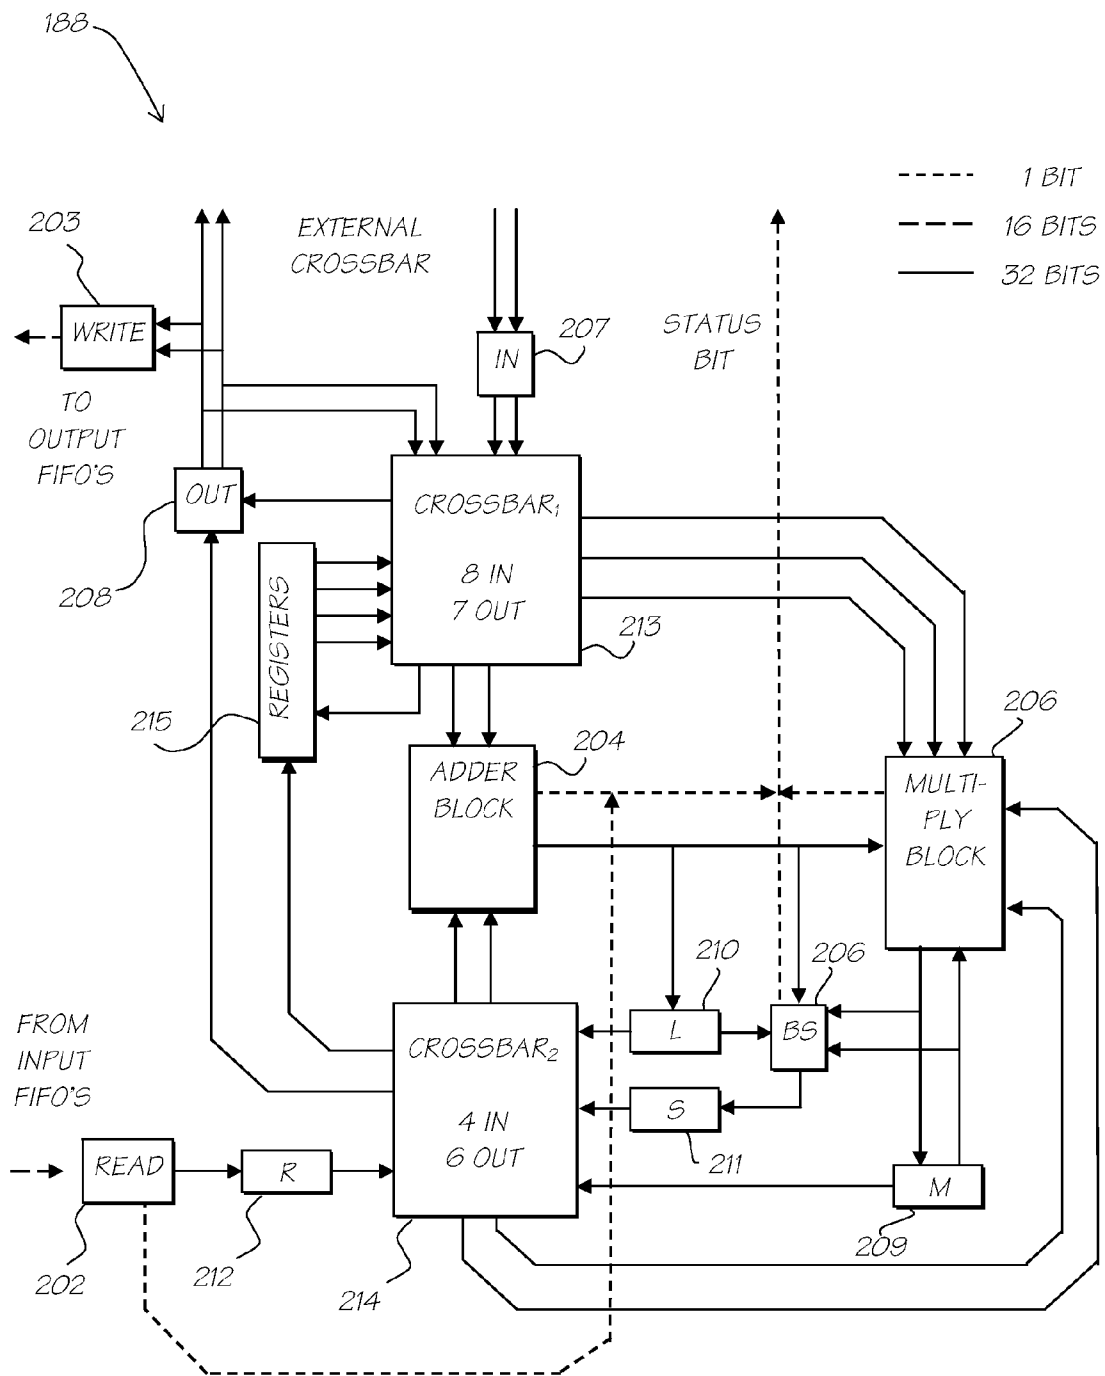 188
1 BIT
16 BITS
32 BITS
203
EXTERNAL
CROSSBAR
WRITE
IN
207
STATUS
BIT
TO
OUTPUT
FIFO'S
OUT
208
CROSSBAR1
8 IN
7 OUT
213
REGISTERS
215
204
ADDER
BLOCK
206
MULTI-
PLY
BLOCK
210
206
L
BS
FROM
INPUT
FIFO'S
CROSSBAR2
4 IN
6 OUT
S
211
READ
R
M
209
202
212
214